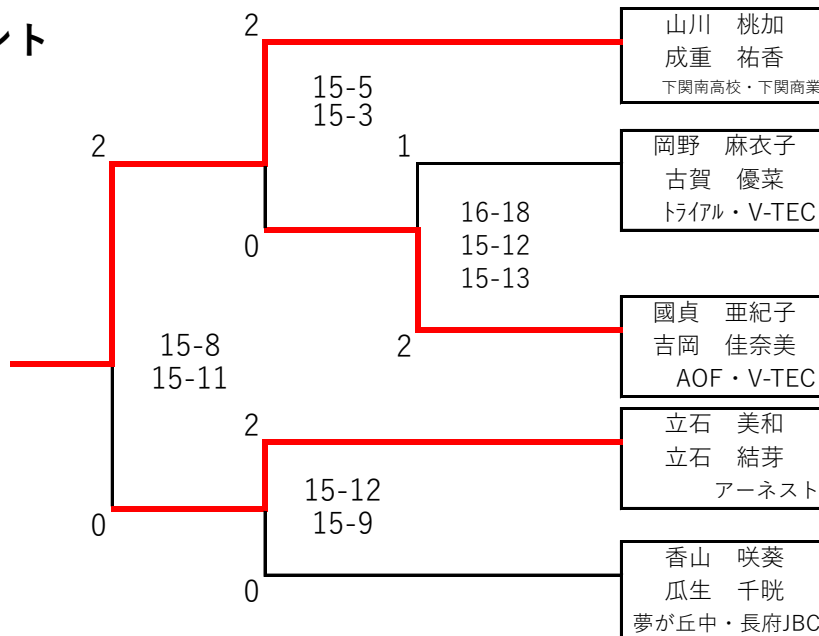 ント
2
山川　桃加
成重　祐香
下関南高校・下関商業
15-5
15-3
2
1
岡野　麻衣子
古賀　優菜
ﾄﾗｲｱﾙ・V-TEC
16-18
15-12
15-13
0
國貞　亜紀子
吉岡　佳奈美
AOF・V-TEC
15-8
15-11
2
2
立石　美和
立石　結芽
アーネスト
15-12
15-9
0
0
香山　咲葵
瓜生　千晄
夢が丘中・長府JBC